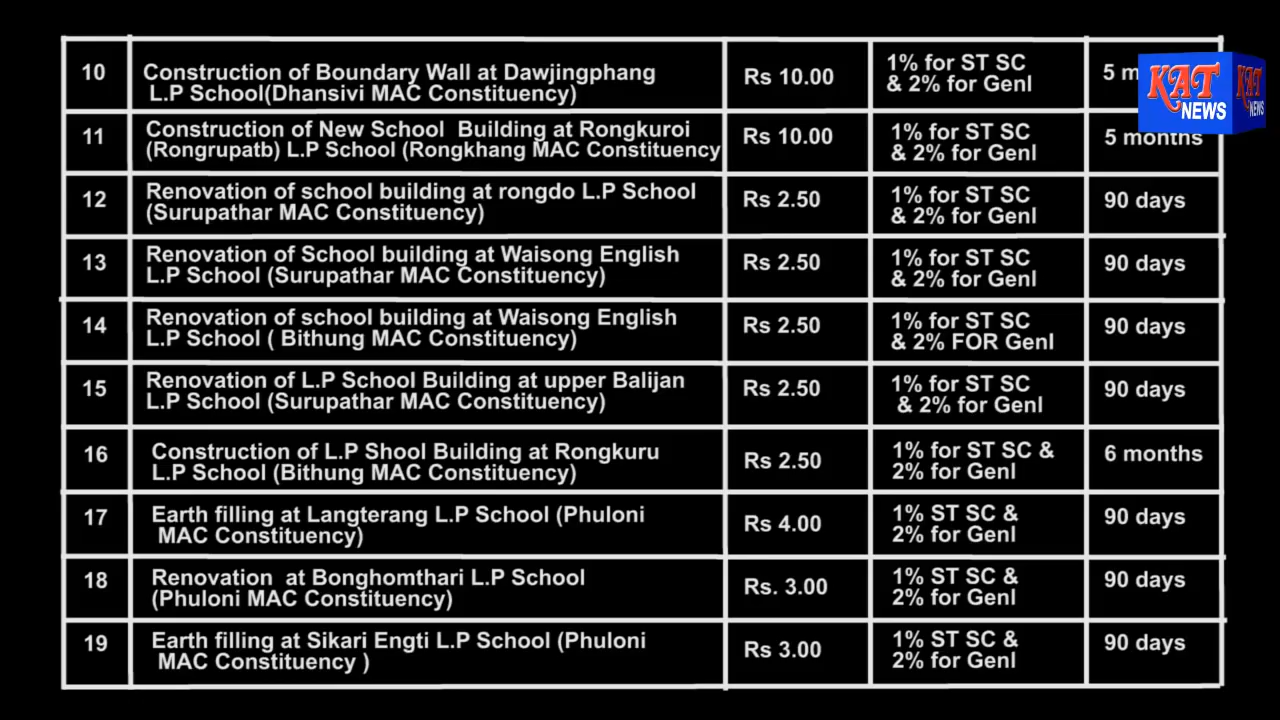 10
Construction of Boundary Wall at Dawjingphang
L.P School(Dhansivi MAC Constituency)
Rs 10.00
1% for ST SC
& 2% for Genl
5
KAT
NEWS
KAT
NEWS
11
Construction of New School Building at Rongkuroi
(Rongrupatb) L.P School (Rongkhang MAC Constituency
Rs 10.00
1% for ST SC
& 2% for Genl
5 months
12
Renovation of school building at rongdo L.P School
(Surupathar MAC Constituency)
Rs 2.50
1% for ST SC
& 2% for Genl
90 days
13
Renovation of School building at Waisong English
L.P School (Surupathar MAC Constituency)
Rs 2.50
1% for ST SC
& 2% for Genl
90 days
14
Renovation of school building at Waisong English
L.P School ( Bithung MAC Constituency)
Rs 2.50
1% for ST SC
& 2% FOR Genl
90 days
15
Renovation of L.P School Building at upper Balijan
L.P School (Surupathar MAC Constituency)
Rs 2.50
1% for ST SC
& 2% for Genl
90 days
16
Construction of L.P Shool Building at Rongkuru
L.P School (Bithung MAC Constituency)
Rs 2.50
1% for ST SC &
2% for Genl
6 months
17
Earth filling at Langterang L.P School (Phuloni
MAC Constituency)
Rs 4.00
1% ST SC &
2% for Genl
90 days
18
Renovation at Bonghomthari L.P School
(Phuloni MAC Constituency)
Rs. 3.00
1% ST SC &
2% for Genl
90 days
19
Earth filling at Sikari Engti L.P School (Phuloni
MAC Constituency )
Rs 3.00
1% ST SC &
2% for Genl
90 days